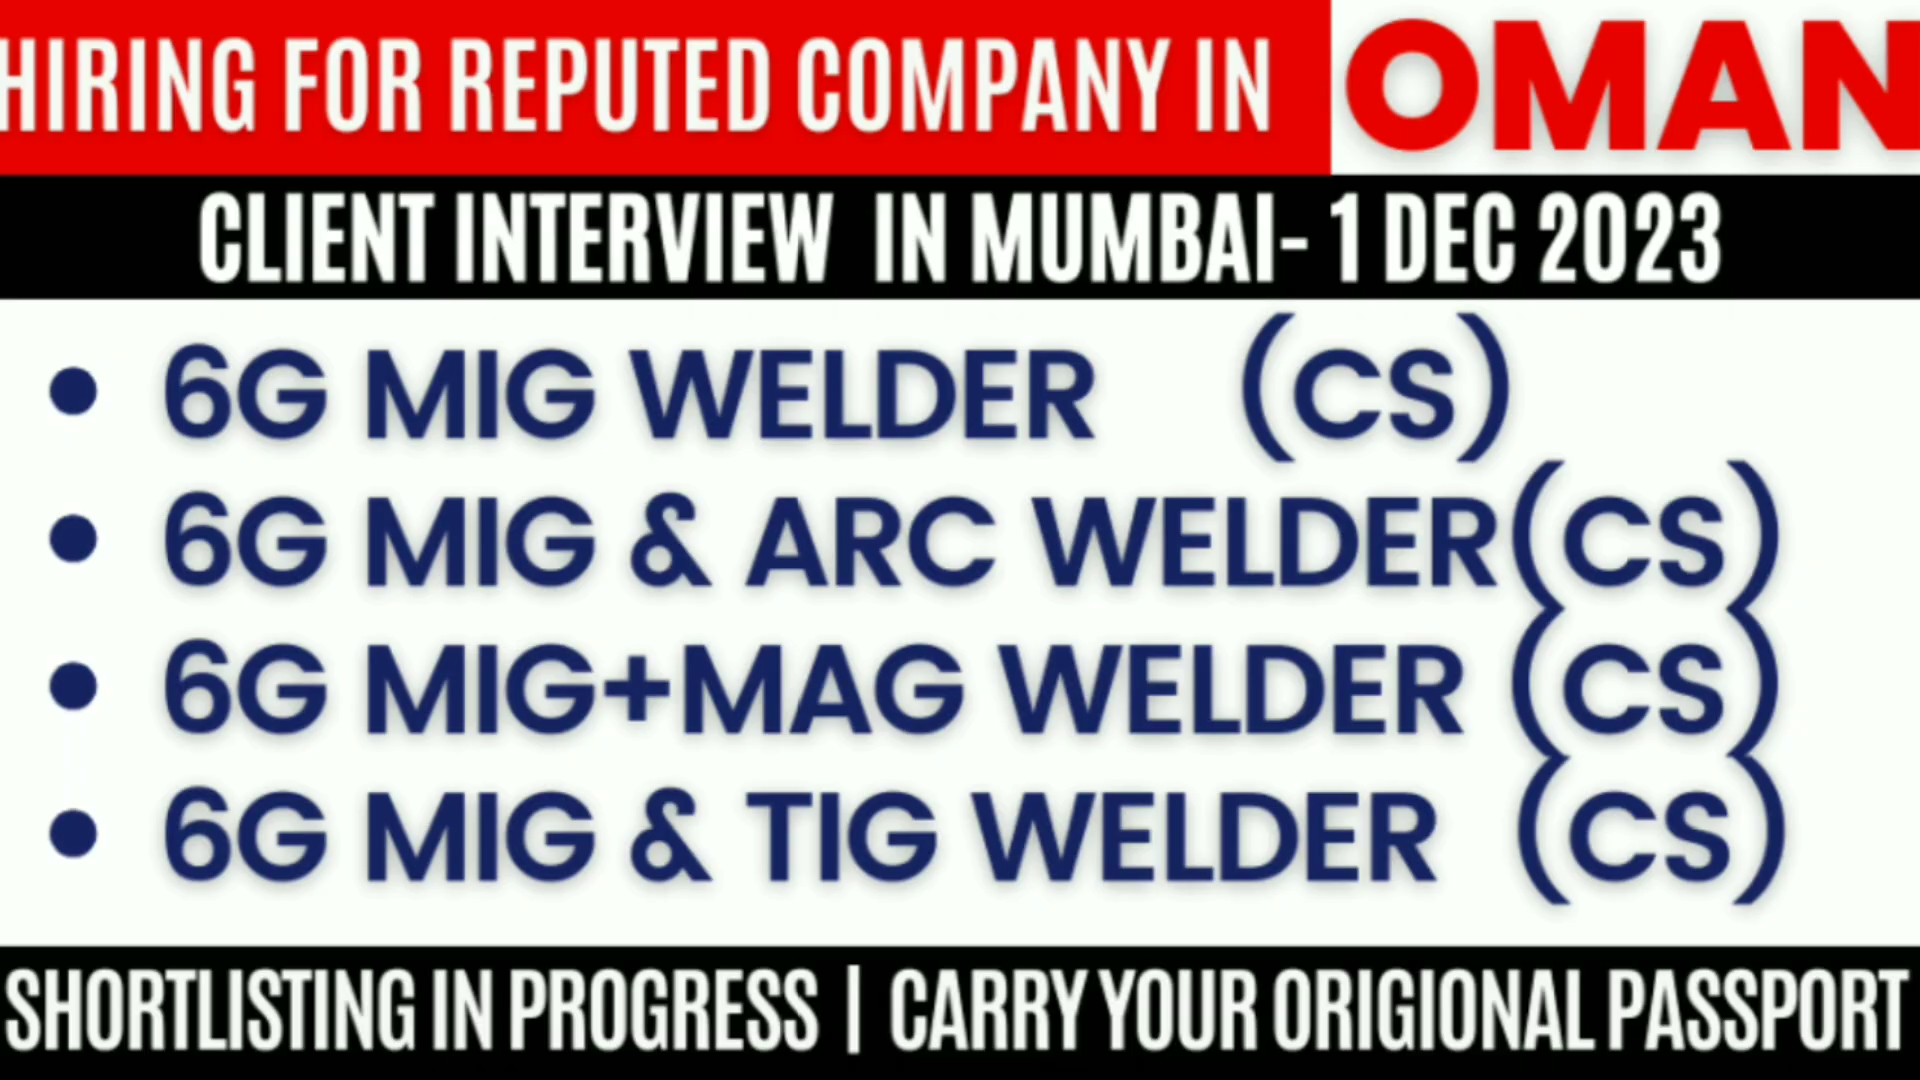 HIRING FOR REPUTED COMPANY IN OMAN
CLIENT INTERVIEW IN MUMBAI- 1 DEC 2023
• 6G MIG WELDER (CS)
• 6G MIG & ARC WELDER(CS)
• 6G MIG+MAG WELDER (CS)
• 6G MIG & TIG WELDER (CS)
SHORTLISTING IN PROGRESS | CARRY YOUR ORIGIONAL PASSPORT